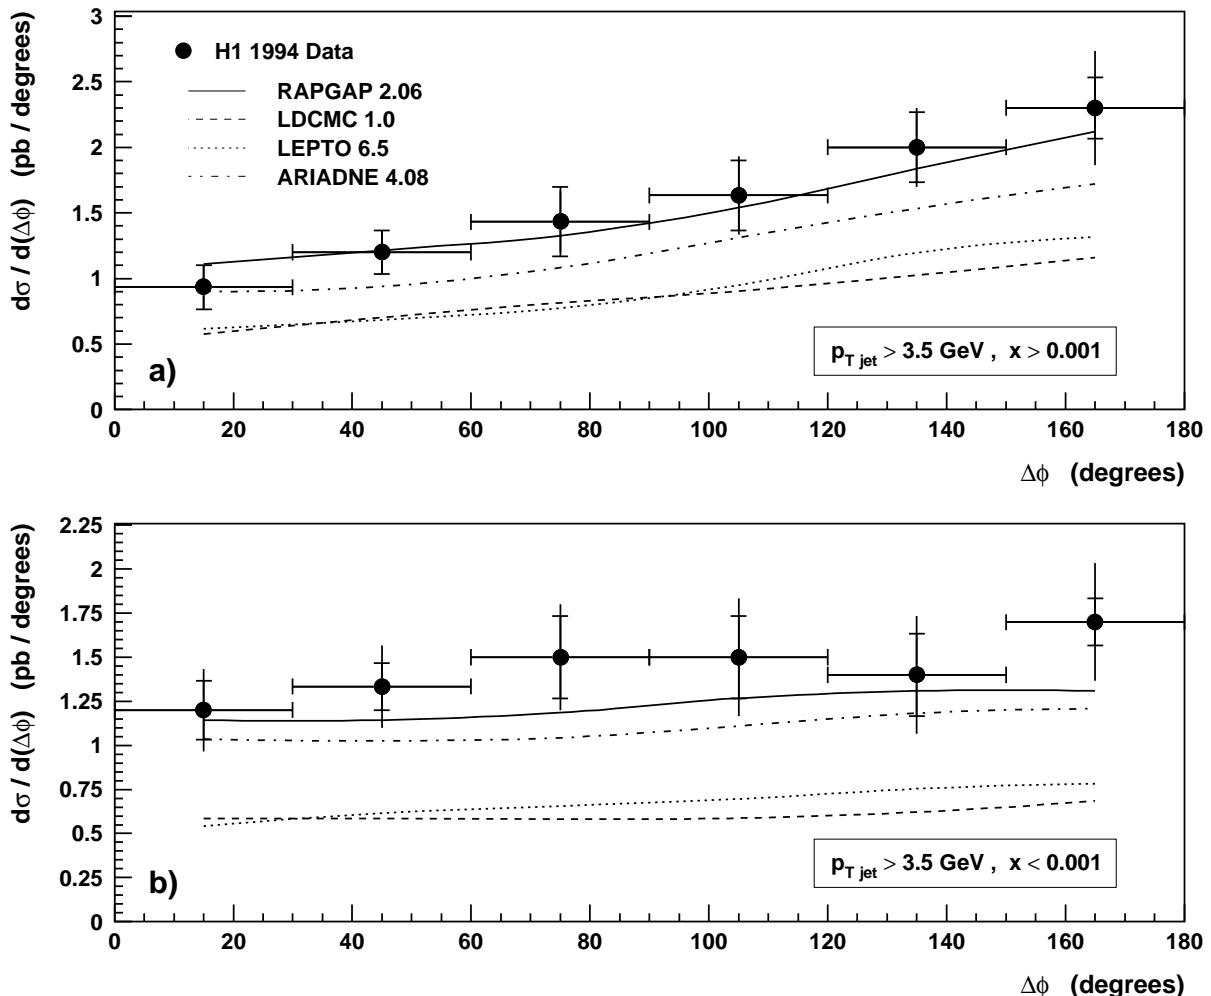 dσ / d(Δϕ) (pb / degrees)
3
2.5
2
1.5
1
0.5
0
H1 1994 Data
RAPGAP 2.06
LDCMC 1.0
LEPTO 6.5
ARIADNE 4.08
a)
p_T jet > 3.5 GeV , x > 0.001
0 20 40 60 80 100 120 140 160 180
Δϕ (degrees)
dσ / d(Δϕ) (pb / degrees)
2.25
2
1.75
1.5
1.25
1
0.75
0.5
0.25
0
b)
p_T jet > 3.5 GeV , x < 0.001
0 20 40 60 80 100 120 140 160 180
Δϕ (degrees)